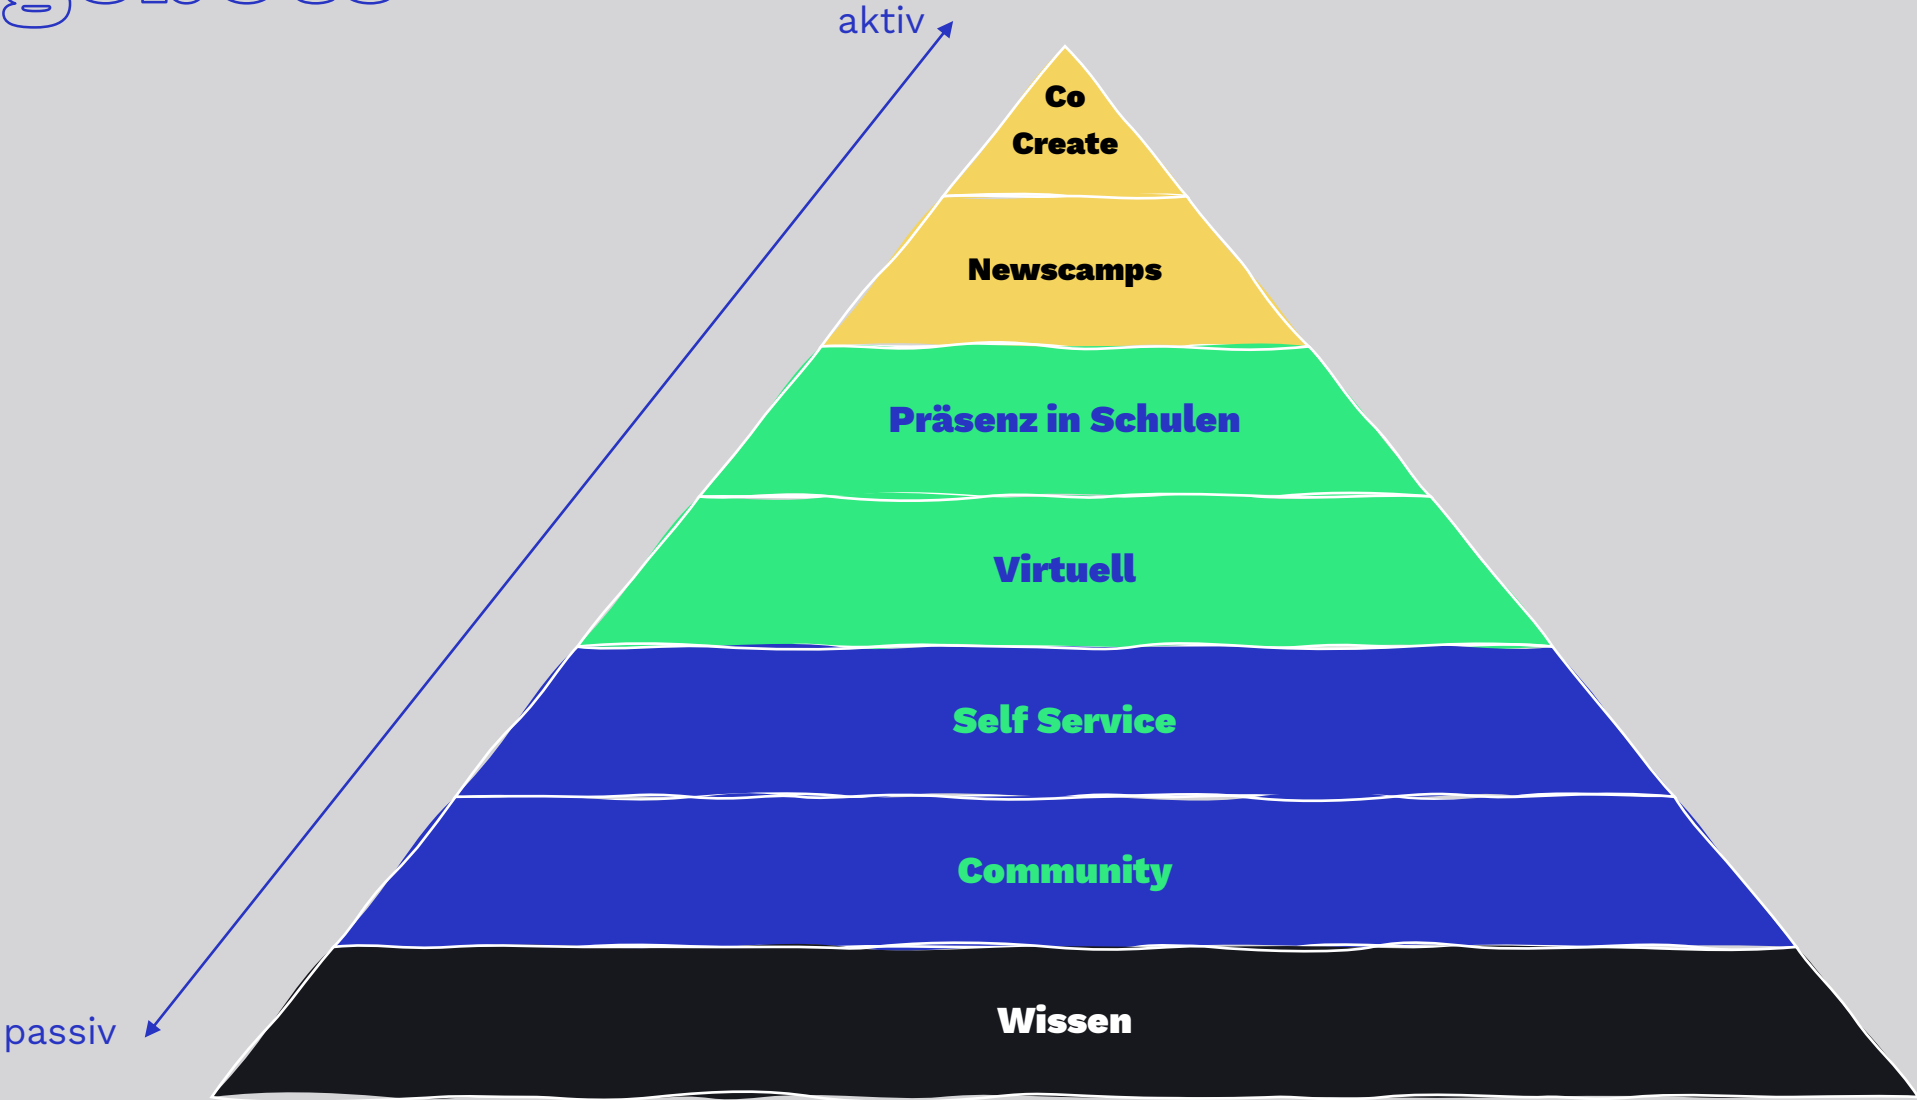 aktiv
Co
Create
Newscamps
Präsenz in Schulen
Virtuell
Self Service
Community
Wissen
passiv